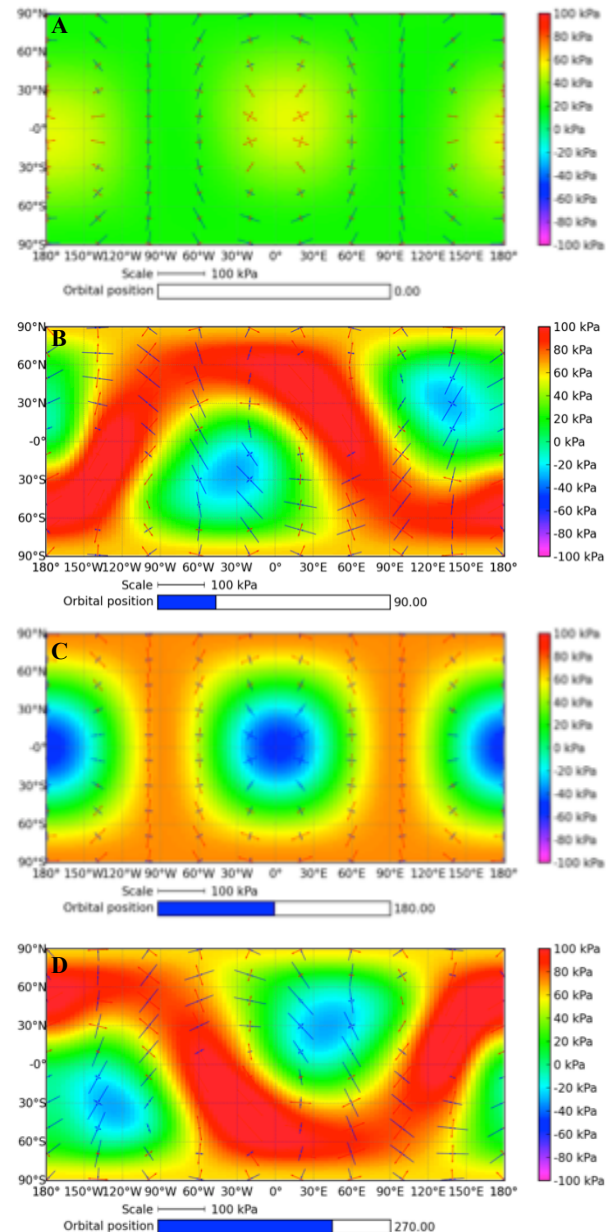 A
90°N
60°N
30°N
-0°
30°S
60°S
90°S
180° 150°W 120°W 90°W 60°W 30°W 0° 30°E 60°E 90°E 120°E 150°E 180°
100 kPa
80 kPa
60 kPa
40 kPa
20 kPa
0 kPa
-20 kPa
-40 kPa
-60 kPa
-80 kPa
-100 kPa
Scale 100 kPa
Orbital position 0.00
B
90°N
60°N
30°N
-0°
30°S
60°S
90°S
180° 150°W 120°W 90°W 60°W 30°W 0° 30°E 60°E 90°E 120°E 150°E 180°
100 kPa
80 kPa
60 kPa
40 kPa
20 kPa
0 kPa
-20 kPa
-40 kPa
-60 kPa
-80 kPa
-100 kPa
Scale 100 kPa
Orbital position 90.00
C
90°N
60°N
30°N
-0°
30°S
60°S
90°S
180° 150°W 120°W 90°W 60°W 30°W 0° 30°E 60°E 90°E 120°E 150°E 180°
100 kPa
80 kPa
60 kPa
40 kPa
20 kPa
0 kPa
-20 kPa
-40 kPa
-60 kPa
-80 kPa
-100 kPa
Scale 100 kPa
Orbital position 180.00
D
90°N
60°N
30°N
-0°
30°S
60°S
90°S
180° 150°W 120°W 90°W 60°W 30°W 0° 30°E 60°E 90°E 120°E 150°E 180°
100 kPa
80 kPa
60 kPa
40 kPa
20 kPa
0 kPa
-20 kPa
-40 kPa
-60 kPa
-80 kPa
-100 kPa
Scale 100 kPa
Orbital position 270.00